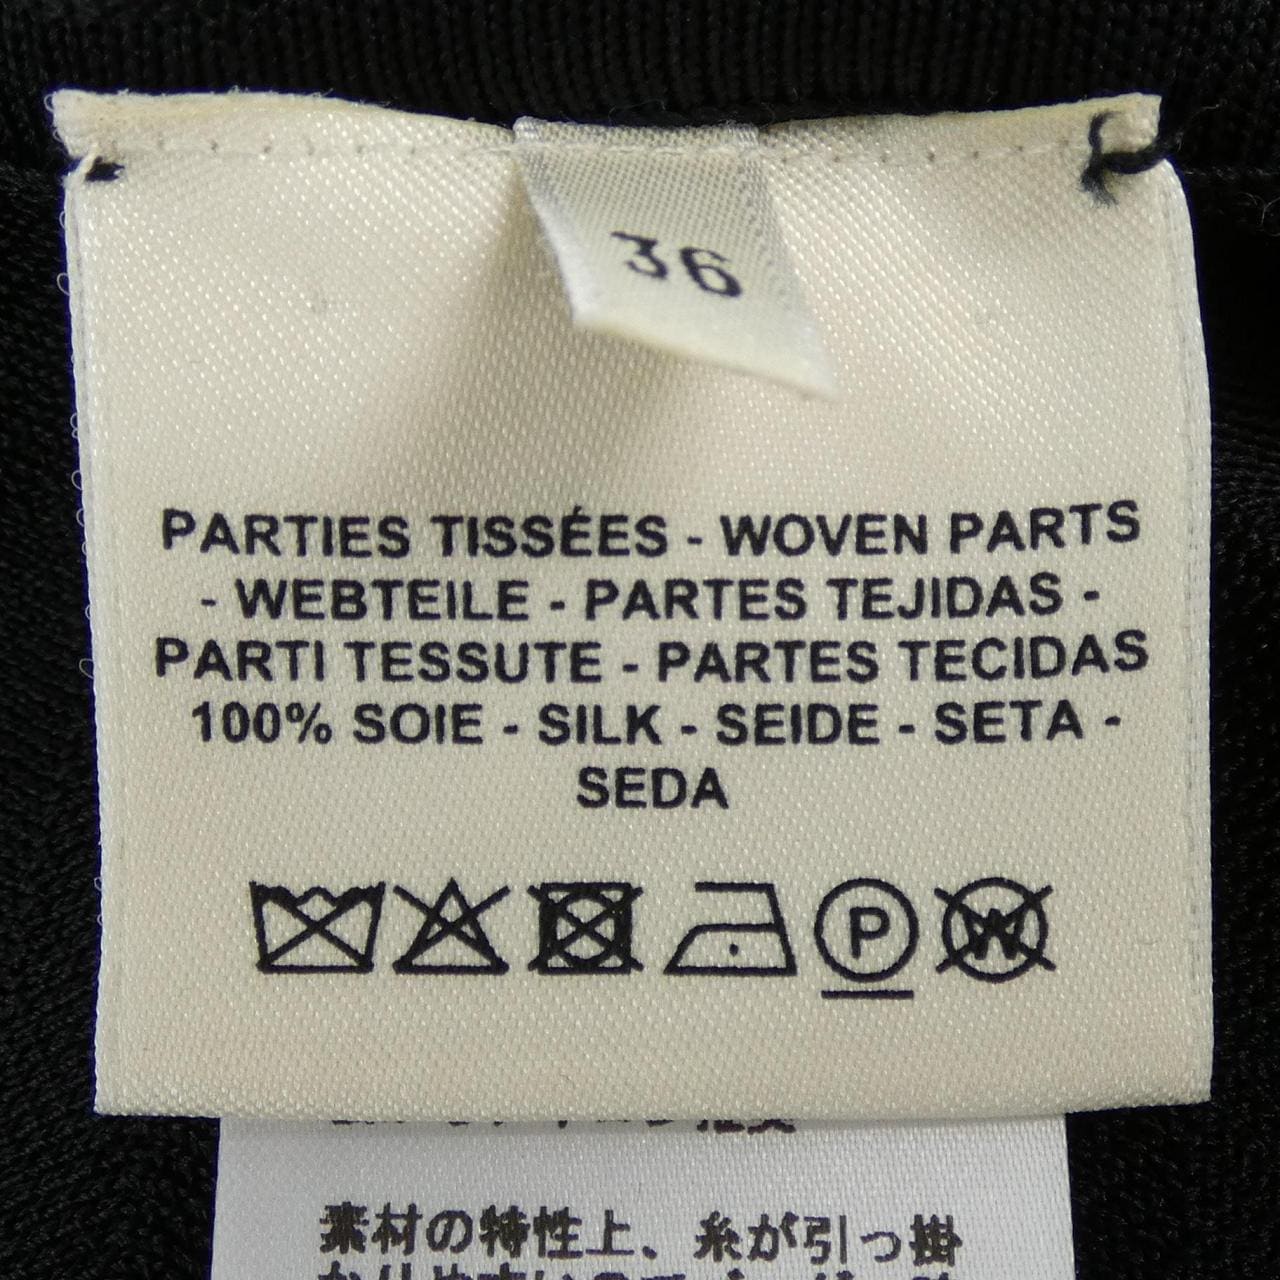 36
PARTIES TISSÉES - WOVEN PARTS
- WEBTEILE - PARTES TEJIDAS -
PARTI TESSUTE - PARTES TECIDAS
100% SOIE - SILK - SEIDE - SETA -
SEDA
P
W
素材の特性上、糸が引っ掛